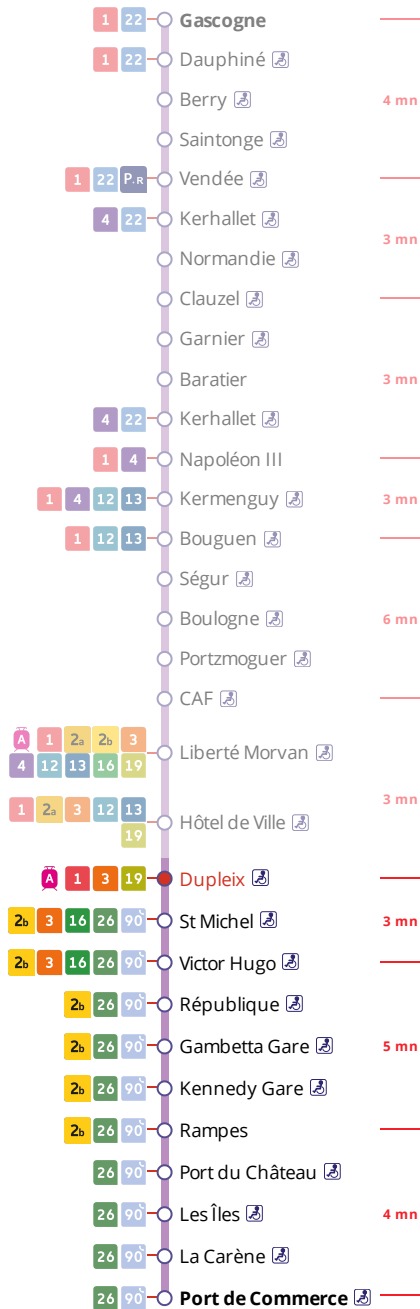 1 22 Gascogne
1 22 Dauphiné
Berry 4 mn
Saintonge
1 22 P.R Vendée
4 22 Kerhallet
Normandie 3 mn
Clauzel
Garnier
Baratier 3 mn
4 22 Kerhallet
1 4 Napoléon III
1 4 12 13 Kermenguy 3 mn
1 12 13 Bouguen
Ségur
Boulogne 6 mn
Portzmoguer
CAF
A 1 2a 2b 3
4 12 13 16 19 Liberté Morvan
3 mn
1 2a 3 12 13
19 Hôtel de Ville
A 1 3 19 Dupleix
2b 3 16 26 90 St Michel 3 mn
2b 3 16 26 90 Victor Hugo
2b 26 90 République
2b 26 90 Gambetta Gare 5 mn
2b 26 90 Kennedy Gare
2b 26 90 Rampes
26 90 Port du Château
26 90 Les Îles 4 mn
26 90 La Carène
26 90 Port de Commerce